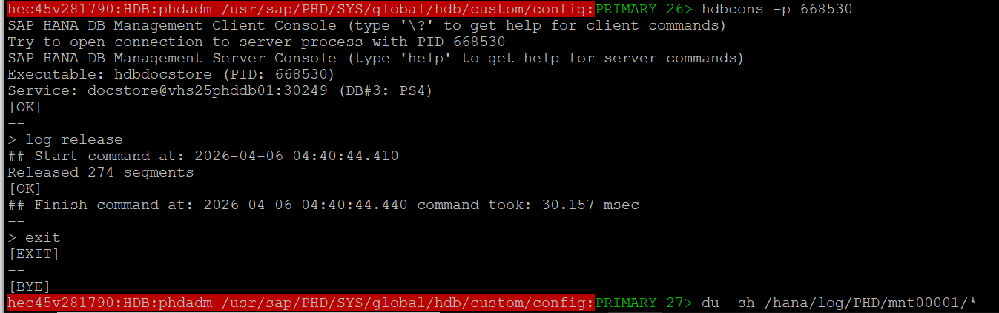 hec45v281790:HDB:phdadm /usr/sap/PHD/SYS/global/hdb/custom/config:PRIMARY 26> hdbcons -p 668530
SAP HANA DB Management Client Console (type '\?' to get help for client commands)
Try to open connection to server process with PID 668530
SAP HANA DB Management Server Console (type 'help' to get help for server commands)
Executable: hdbdocstore (PID: 668530)
Service: docstore@vhs25phddb01:30249 (DB#3: PS4)
[OK]
--
> log release
## Start command at: 2026-04-06 04:40:44.410
Released 274 segments
[OK]
## Finish command at: 2026-04-06 04:40:44.440 command took: 30.157 msec
--
> exit
[EXIT]
--
[BYE]
hec45v281790:HDB:phdadm /usr/sap/PHD/SYS/global/hdb/custom/config:PRIMARY 27> du -sh /hana/log/PHD/mnt00001/*